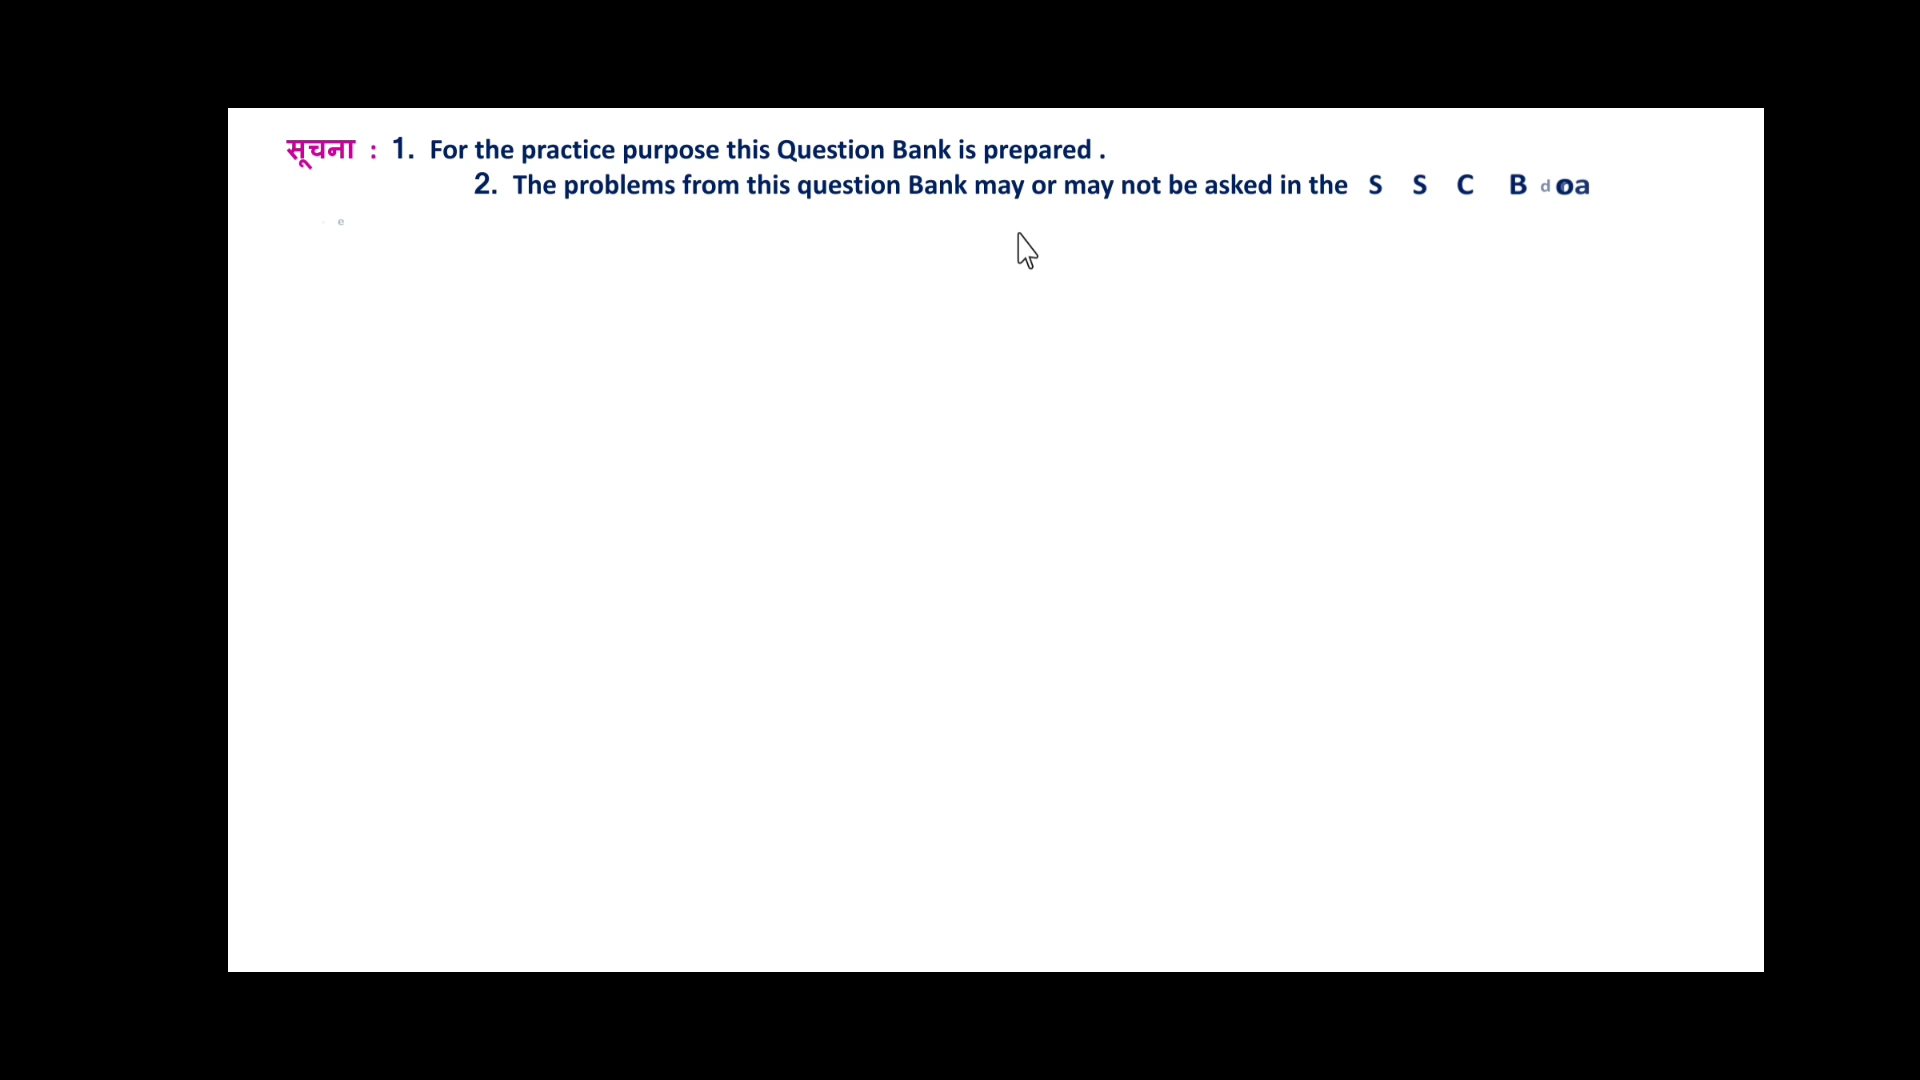 सूचना : 1. For the practice purpose this Question Bank is prepared .
2. The problems from this question Bank may or may not be asked in the S S C